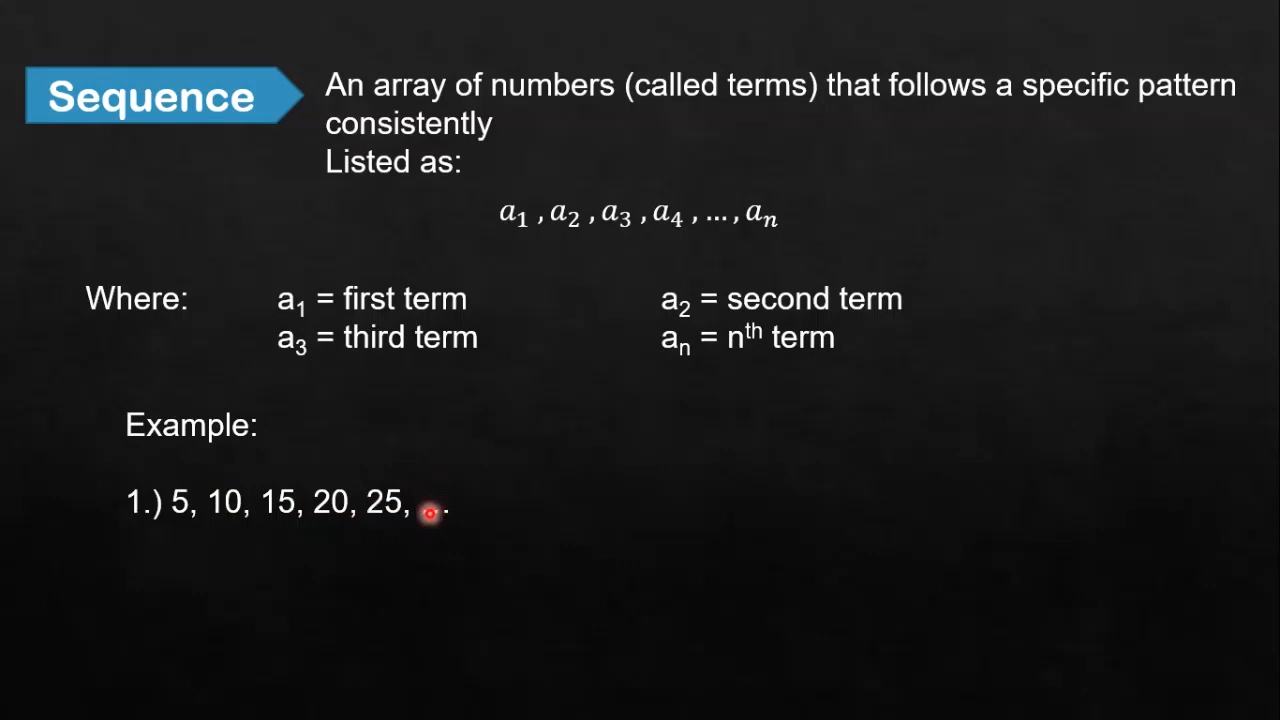 Sequence
An array of numbers (called terms) that follows a specific pattern
consistently
Listed as:
𝑎₁ , 𝑎₂ , 𝑎₃ , 𝑎₄ , … , 𝑎ₙ
Where: a₁ = first term a₂ = second term
a₃ = third term aₙ = nᵗʰ term
Example:
1.) 5, 10, 15, 20, 25, ...